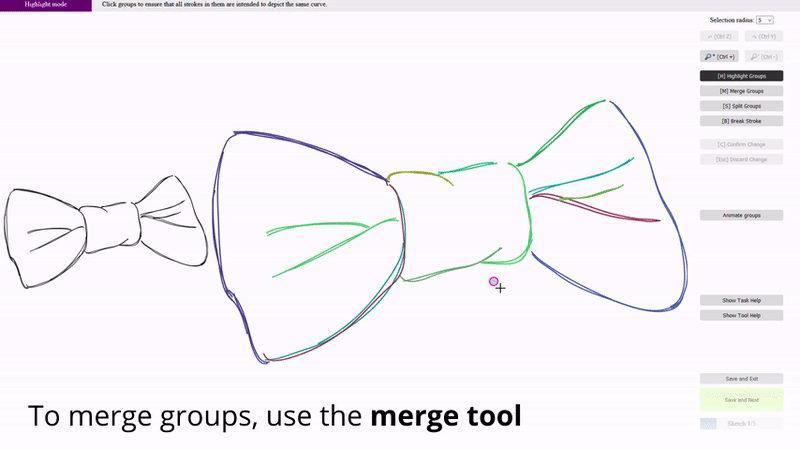 Highlight mode Click groups to ensure that all strokes in them are intended to depict the same curve.
Selection radius: 5
(Ctrl Z) (Ctrl Y)
(Ctrl +) (Ctrl -)
[H] Highlight Groups
[M] Merge Groups
[S] Split Groups
[B] Break Stroke
[C] Confirm Change
[Esc] Discard Change
Animate groups
Show Task Help
Show Tool Help
Save and Exit
Save and Next
Sketch 1/1
To merge groups, use the merge tool